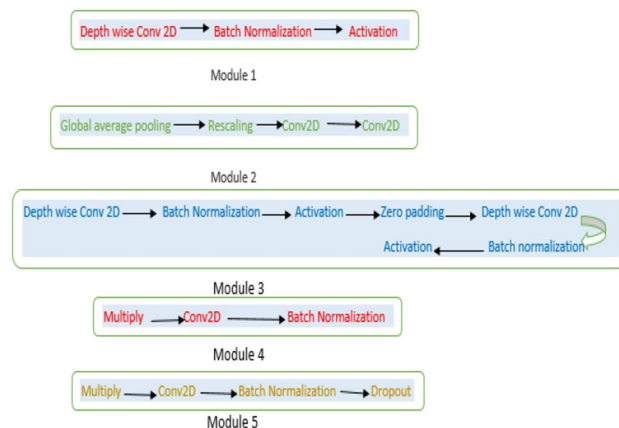 Depth wise Conv 2D Batch Normalization Activation
Module 1
Global average pooling Rescaling Conv2D Conv2D
Module 2
Depth wise Conv 2D Batch Normalization Activation Zero padding Depth wise Conv 2D
Activation Batch normalization
Module 3
Multiply Conv2D Batch Normalization
Module 4
Multiply Conv2D Batch Normalization Dropout
Module 5